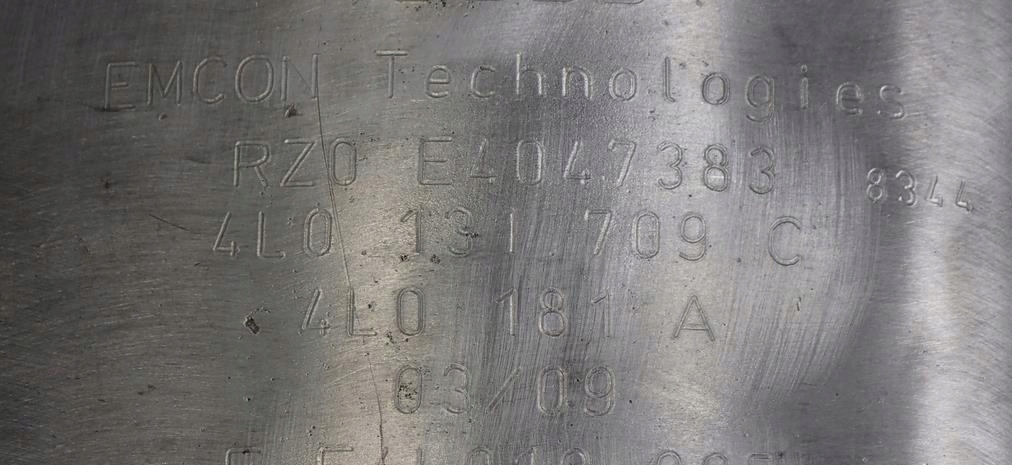 EMCON Technologies
RZ0 E4047383 8344
4L0 131 709 C
4L0 181 A
03/09